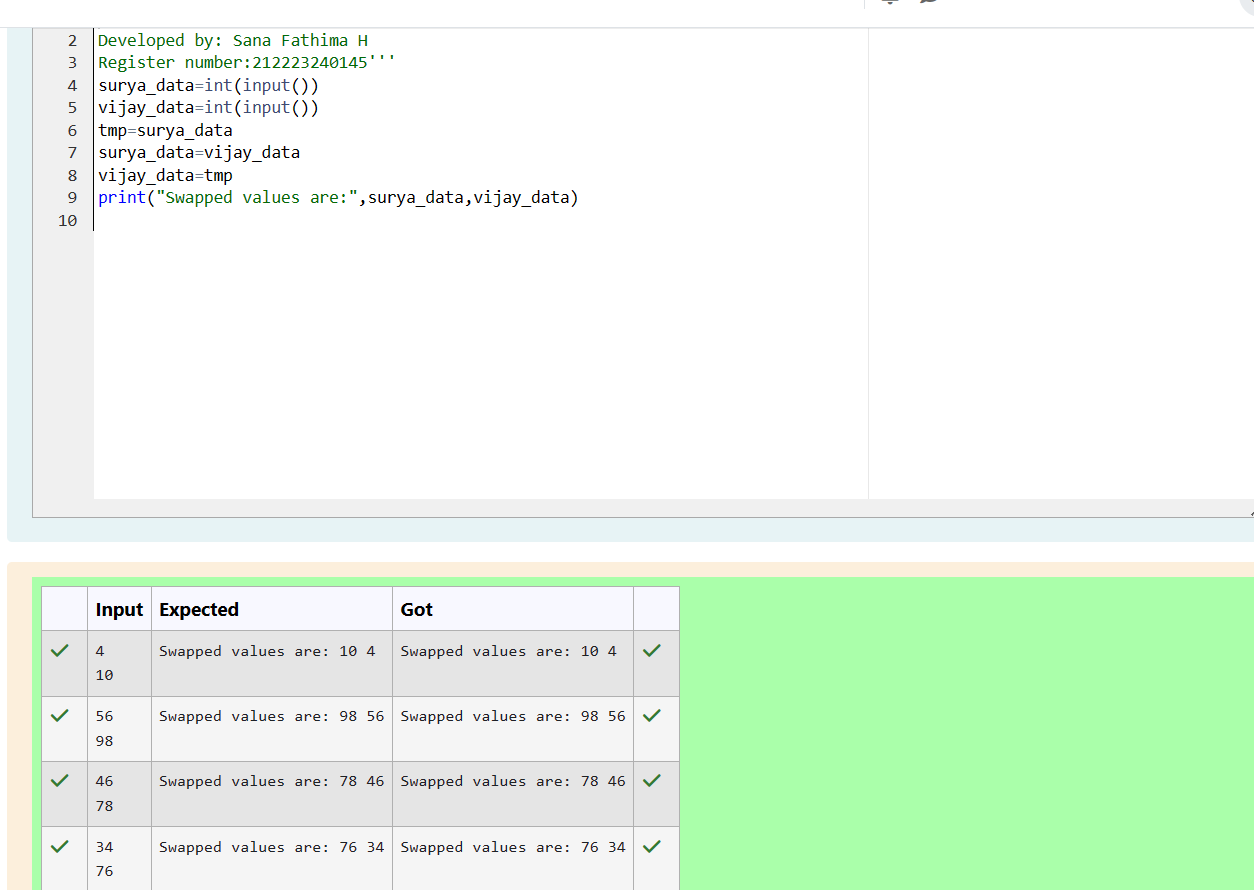 2 Developed by: Sana Fathima H
3 Register number:212223240145'''
4 surya_data=int(input())
5 vijay_data=int(input())
6 tmp=surya_data
7 surya_data=vijay_data
8 vijay_data=tmp
9 print("Swapped values are:",surya_data,vijay_data)
10
Input Expected Got
4 Swapped values are: 10 4 Swapped values are: 10 4
10
56 Swapped values are: 98 56 Swapped values are: 98 56
98
46 Swapped values are: 78 46 Swapped values are: 78 46
78
34 Swapped values are: 76 34 Swapped values are: 76 34
76